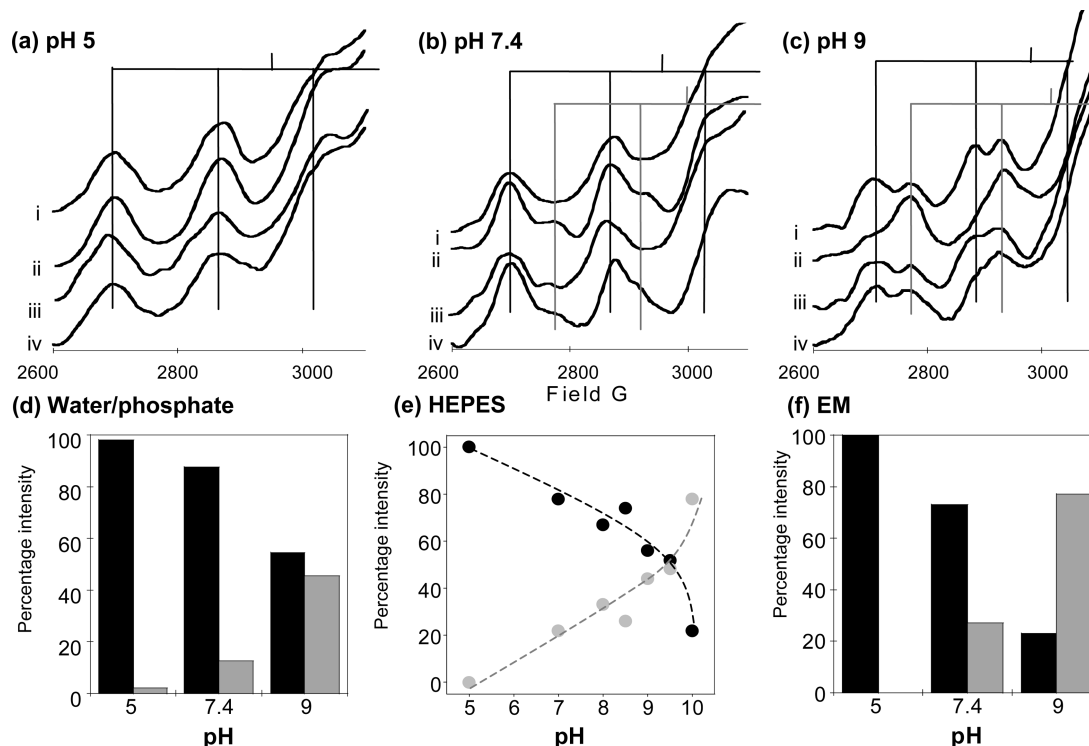 (a) pH 5
(b) pH 7.4
(c) pH 9
i
ii
iii
iv
i
ii
iii
iv
i
ii
iii
iv
2600 2800 3000
2600 2800 3000
2600 2800 3000
Field G
(d) Water/phosphate
(e) HEPES
(f) EM
Percentage intensity
100
80
60
40
20
0
5 7.4 9
pH
Percentage intensity
100
80
60
40
20
0
5 6 7 8 9 10
pH
Percentage intensity
100
80
60
40
20
0
5 7.4 9
pH